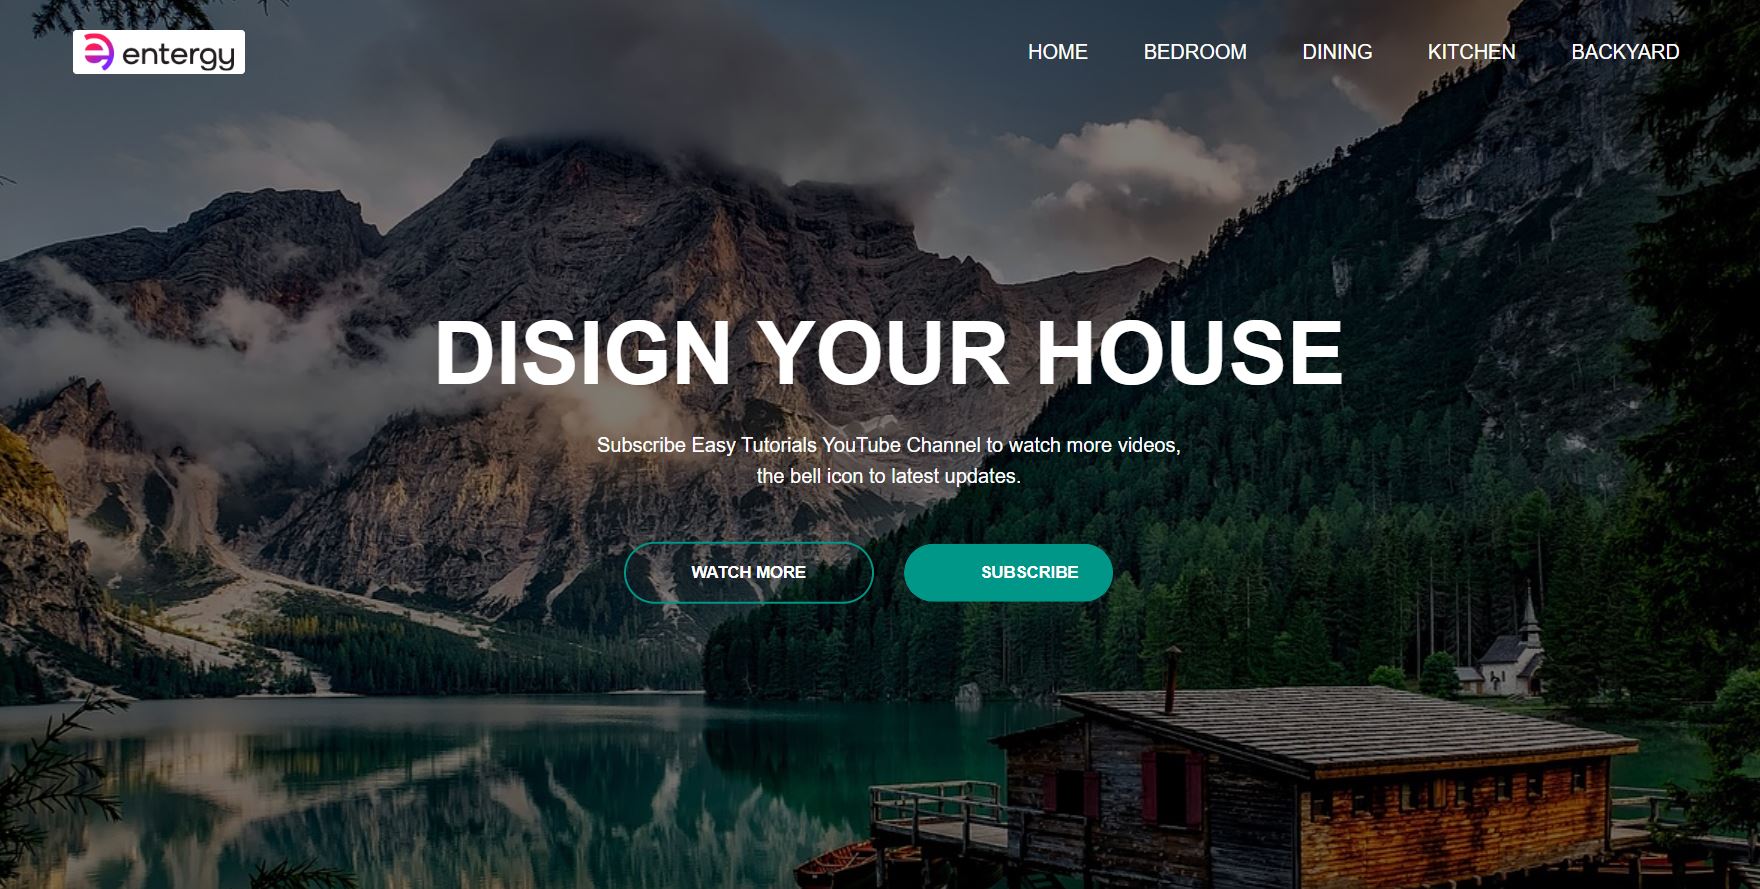 entergy
HOME BEDROOM DINING KITCHEN BACKYARD
DISIGN YOUR HOUSE
Subscribe Easy Tutorials YouTube Channel to watch more videos,
the bell icon to latest updates.
WATCH MORE SUBSCRIBE